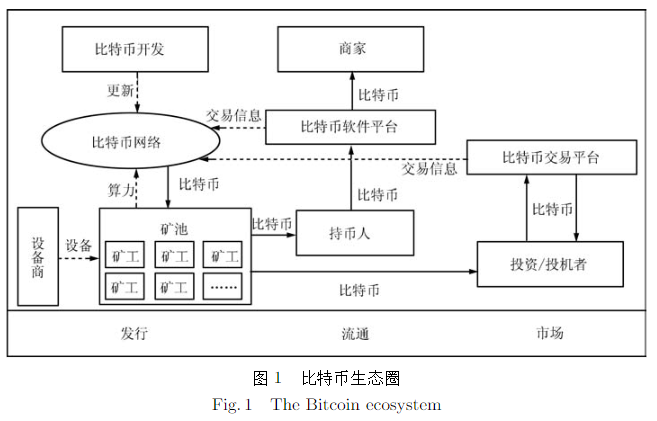 比特币开发
商家
更新
比特币
交易信息
比特币软件平台
比特币网络
比特币交易平台
交易信息
算力
比特币
比特币
比特币
比特币
设备商
设备
矿池
持币人
矿工
矿工
矿工
投资/投机者
矿工
矿工
……
比特币
发行
流通
市场
图 1 比特币生态圈
Fig. 1 The Bitcoin ecosystem